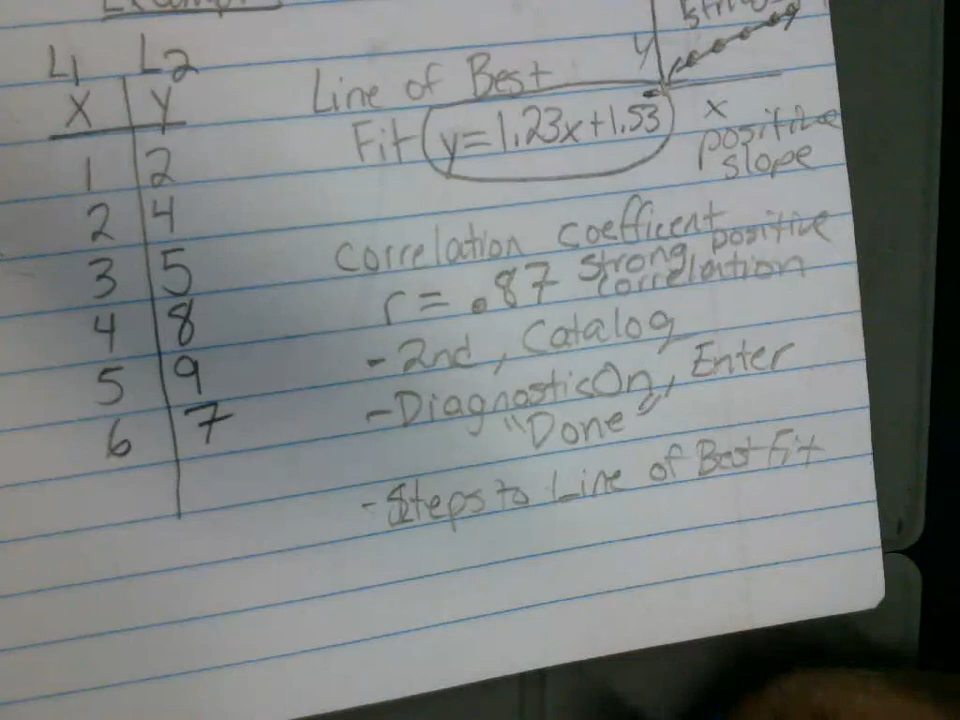 L1 L2
X Y
1 2
2 4
3 5
4 8
5 9
6 7
Line of Best
Fit y=1.23x+1.53
y
x
positive
slope
Correlation coefficent
r = .87 strong positive
correlation
- 2nd, Catalog
- DiagnosticsOn, Enter
"Done"
- Steps to Line of Best Fit